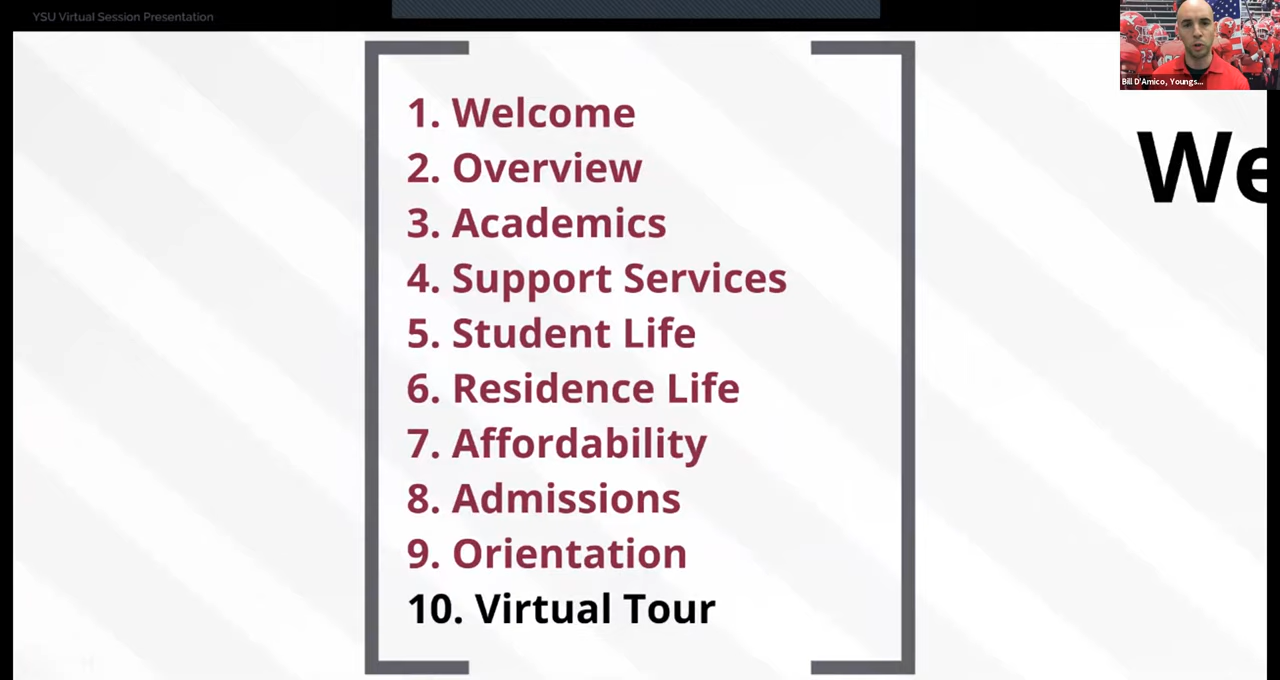 YSU Virtual Session Presentation
Bill D'Amico, Youngs...
We
1. Welcome
2. Overview
3. Academics
4. Support Services
5. Student Life
6. Residence Life
7. Affordability
8. Admissions
9. Orientation
10. Virtual Tour